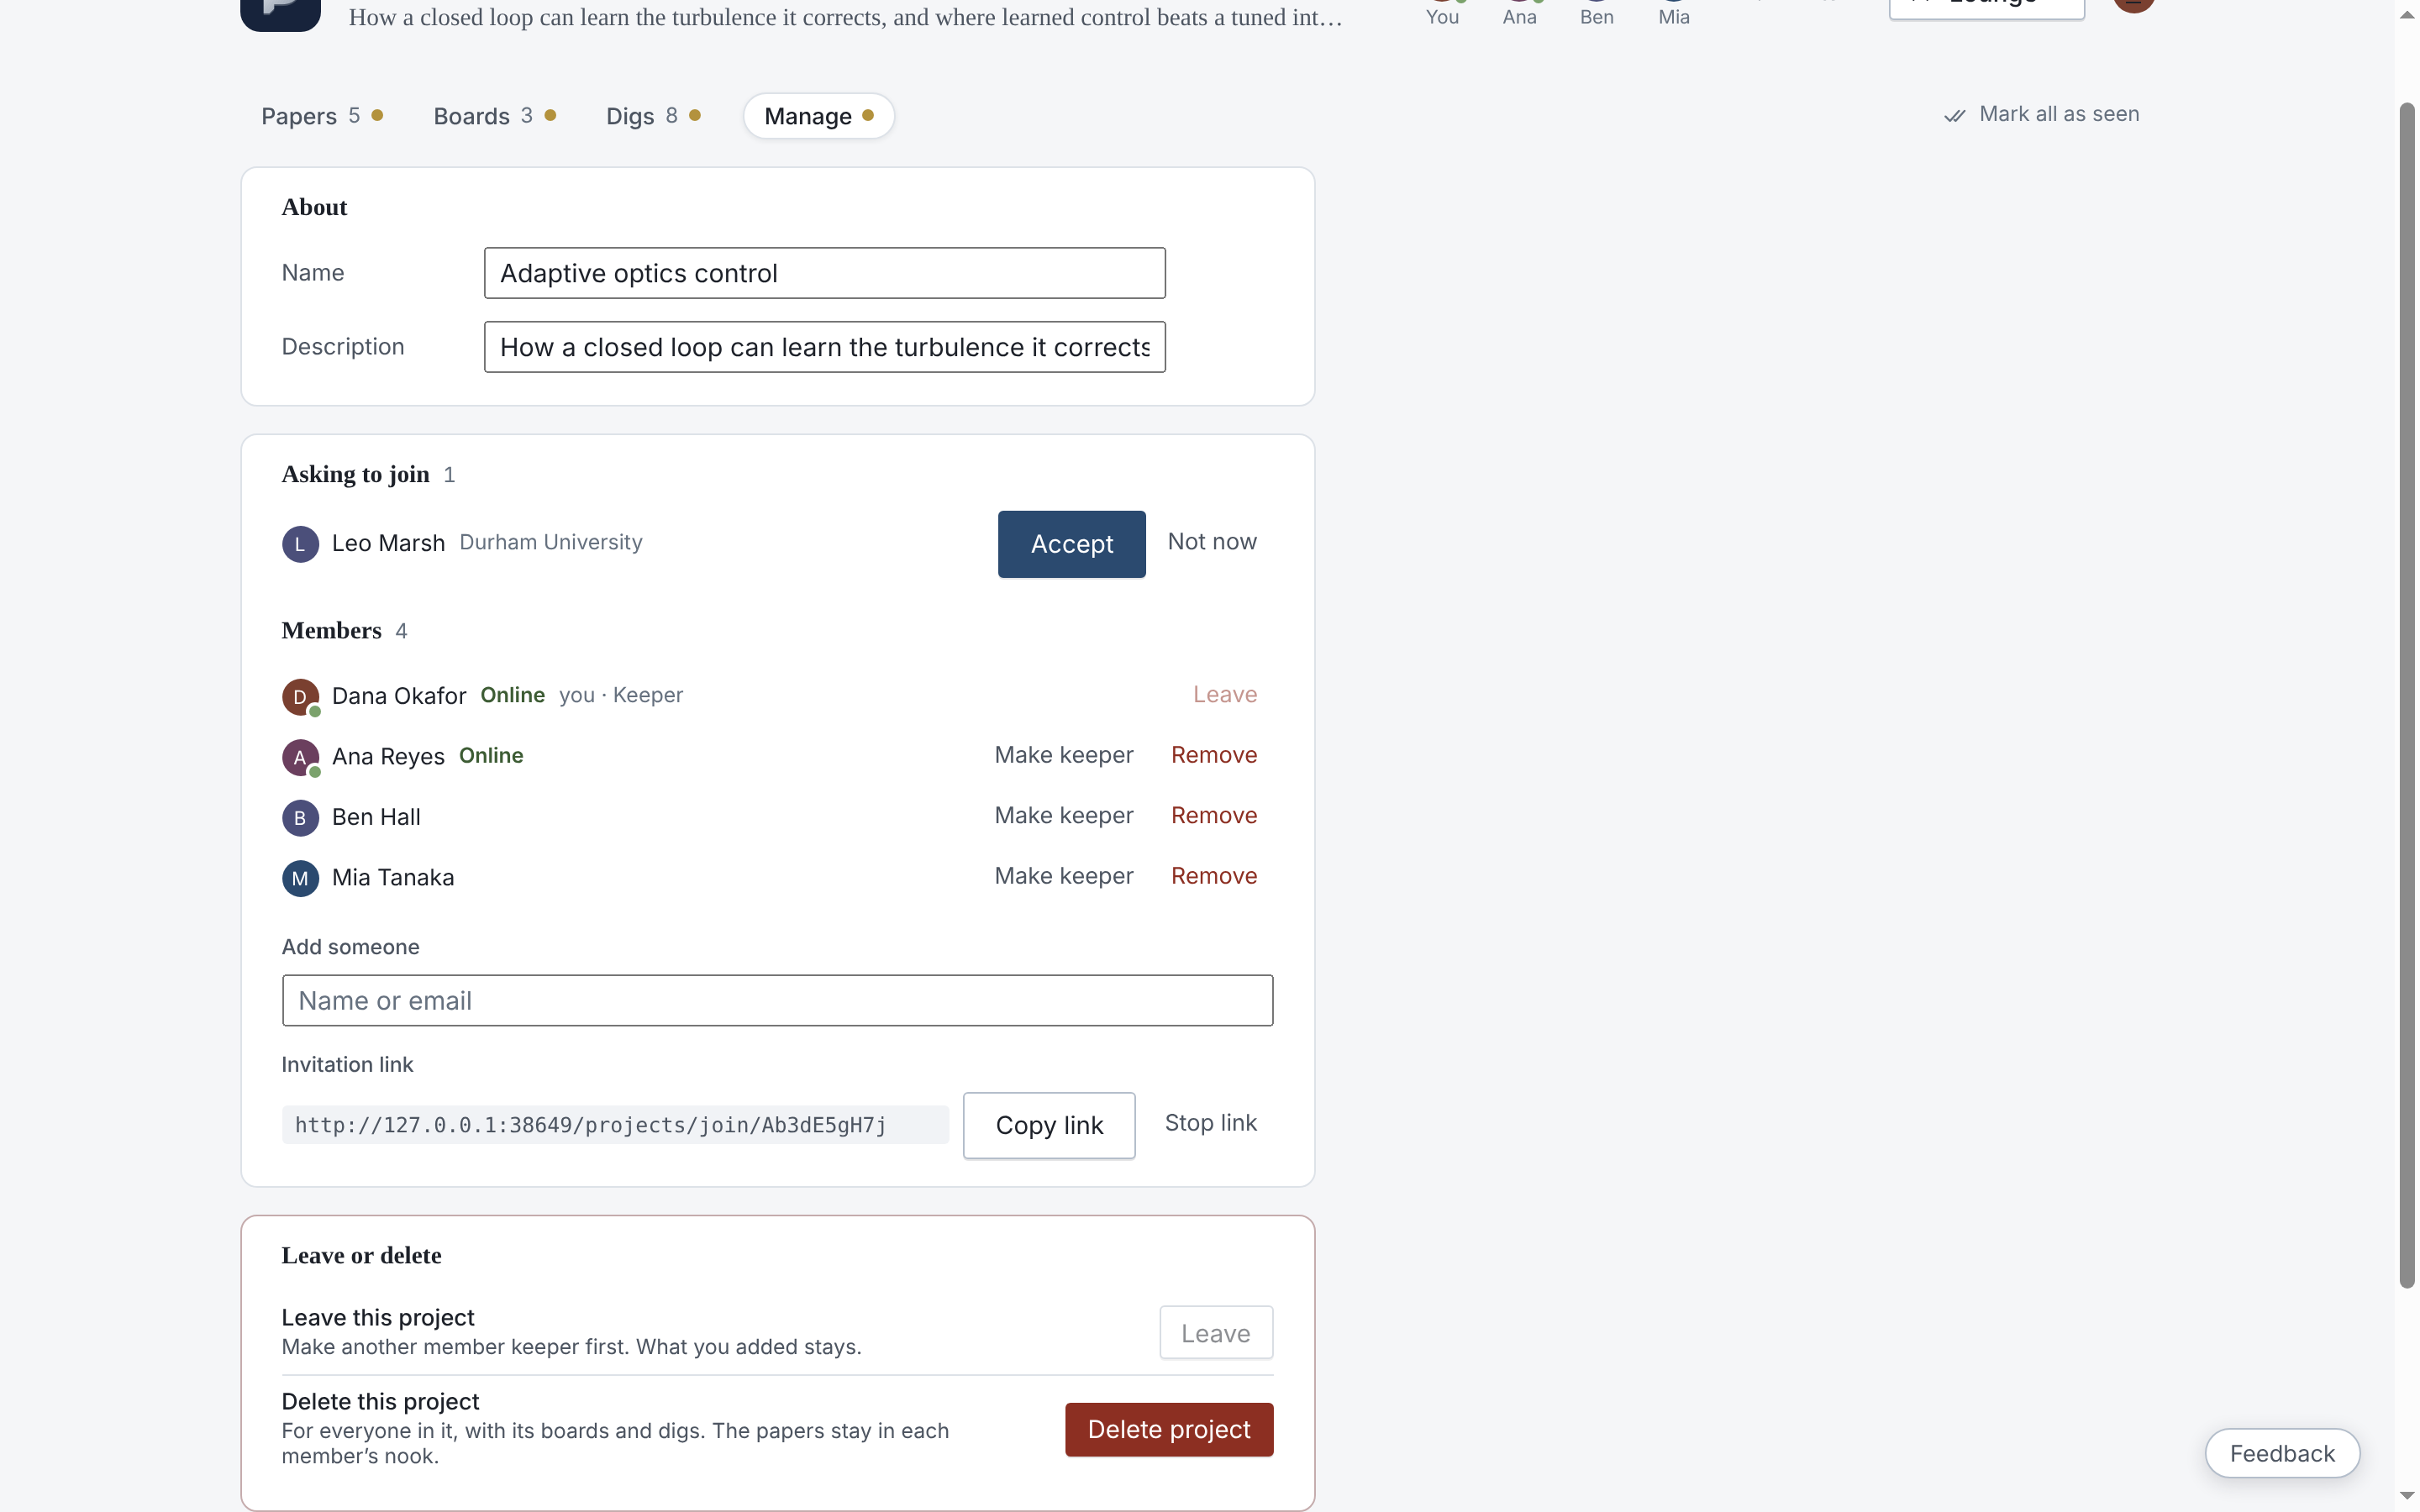 How a closed loop can learn the turbulence it corrects, and where learned control beats a tuned int…
You Ana Ben Mia
Papers 5 Boards 3 Digs 8 Manage Mark all as seen
About
Name Adaptive optics control
Description How a closed loop can learn the turbulence it corrects
Asking to join 1
L Leo Marsh Durham University Accept Not now
Members 4
D Dana Okafor Online you · Keeper Leave
A Ana Reyes Online Make keeper Remove
B Ben Hall Make keeper Remove
M Mia Tanaka Make keeper Remove
Add someone
Name or email
Invitation link
http://127.0.0.1:38649/projects/join/Ab3dE5gH7j Copy link Stop link
Leave or delete
Leave this project
Make another member keeper first. What you added stays. Leave
Delete this project
For everyone in it, with its boards and digs. The papers stay in each
member’s nook.
Delete project
Feedback